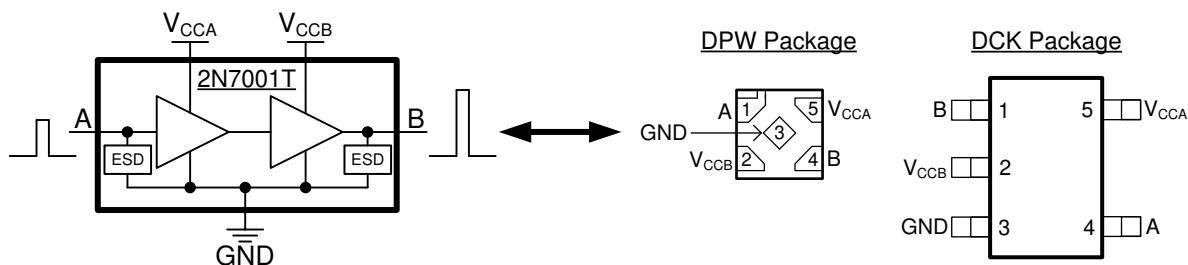 VCCA VCCB
2N7001T
A B
ESD ESD
GND
DPW Package
A 1 5 VCCA
GND 3
VCCB 2 4 B
DCK Package
B 1 5 VCCA
VCCB 2
GND 3 4 A